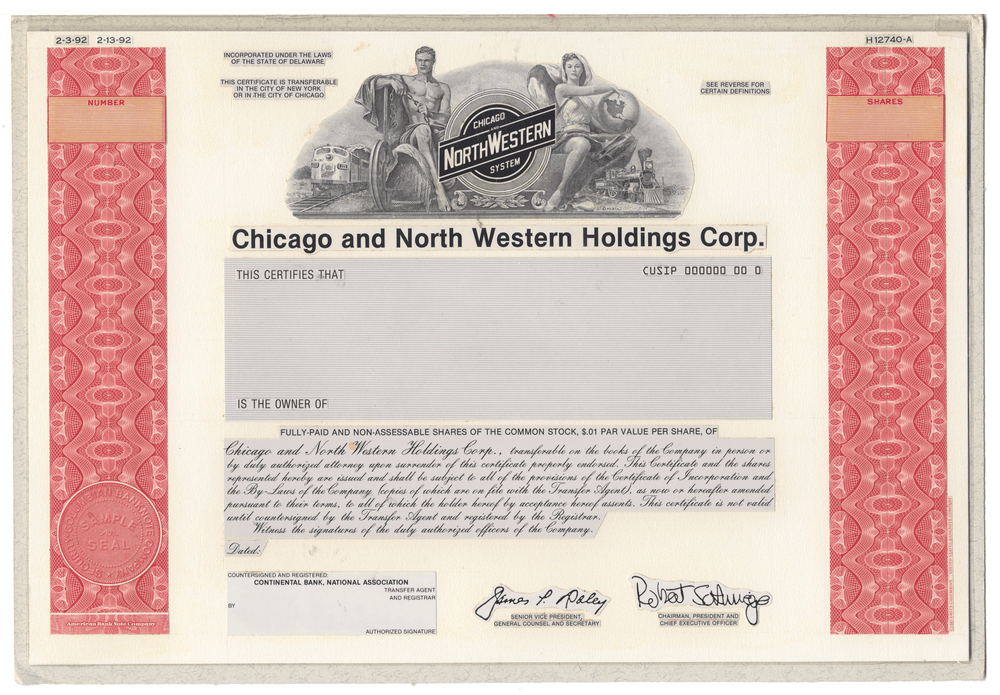 2-3-92 2-13-92
H12740-A
INCORPORATED UNDER THE LAWS
OF THE STATE OF DELAWARE
THIS CERTIFICATE IS TRANSFERABLE
IN THE CITY OF NEW YORK
OR IN THE CITY OF CHICAGO
SEE REVERSE FOR
CERTAIN DEFINITIONS
NUMBER
SHARES
CHICAGO
AND
NORTHWESTERN
SYSTEM
Chicago and North Western Holdings Corp.
THIS CERTIFIES THAT
CUSIP 000000 00 0
IS THE OWNER OF
FULLY-PAID AND NON-ASSESSABLE SHARES OF THE COMMON STOCK, $.01 PAR VALUE PER SHARE, OF
Chicago and North Western Holdings Corp., transferable on the books of the Company in person or
by duly authorized attorney upon surrender of this certificate properly endorsed. This Certificate and the shares
represented hereby are issued and shall be subject to all of the provisions of the Certificate of Incorporation and
the By-Laws of the Company (copies of which are on file with the Transfer Agent), as now or hereafter amended
pursuant to their terms, to all of which the holder hereof by acceptance hereof assents. This certificate is not valid
until countersigned by the Transfer Agent and registered by the Registrar.
Witness the signatures of the duly authorized officers of the Company.
Dated:
COUNTERSIGNED AND REGISTERED:
CONTINENTAL BANK, NATIONAL ASSOCIATION
TRANSFER AGENT
AND REGISTRAR
BY
AUTHORIZED SIGNATURE
James P. Daley
SENIOR VICE PRESIDENT,
GENERAL COUNSEL AND SECRETARY
Robert Schmiege
CHAIRMAN, PRESIDENT AND
CHIEF EXECUTIVE OFFICER
SAMPLE
SEAL
American Bank Note Company